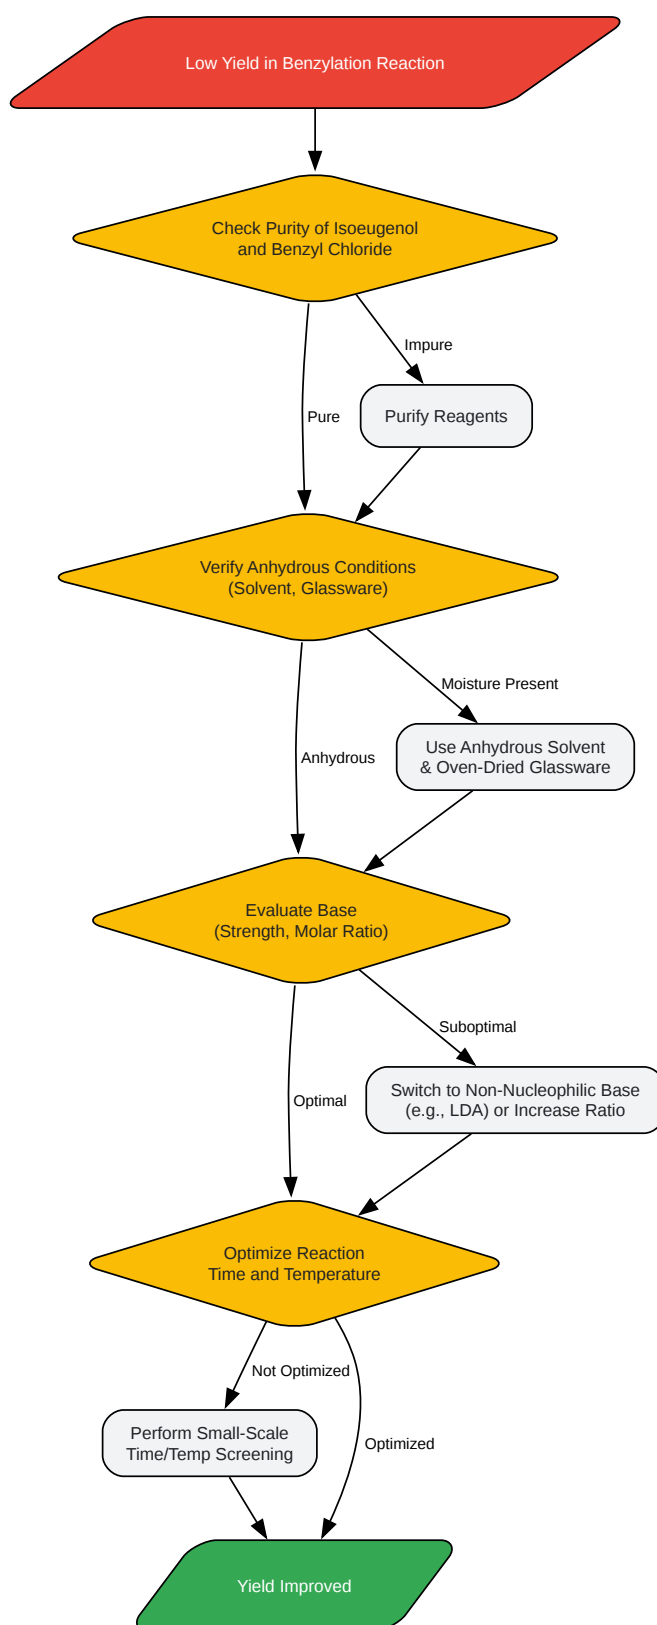 Low Yield in Benzylation Reaction
Check Purity of Isoeugenol
and Benzyl Chloride
Impure
Pure
Purify Reagents
Verify Anhydrous Conditions
(Solvent, Glassware)
Moisture Present
Anhydrous
Use Anhydrous Solvent
& Oven-Dried Glassware
Evaluate Base
(Strength, Molar Ratio)
Suboptimal
Optimal
Switch to Non-Nucleophilic Base
(e.g., LDA) or Increase Ratio
Optimize Reaction
Time and Temperature
Not Optimized
Perform Small-Scale
Time/Temp Screening
Optimized
Yield Improved